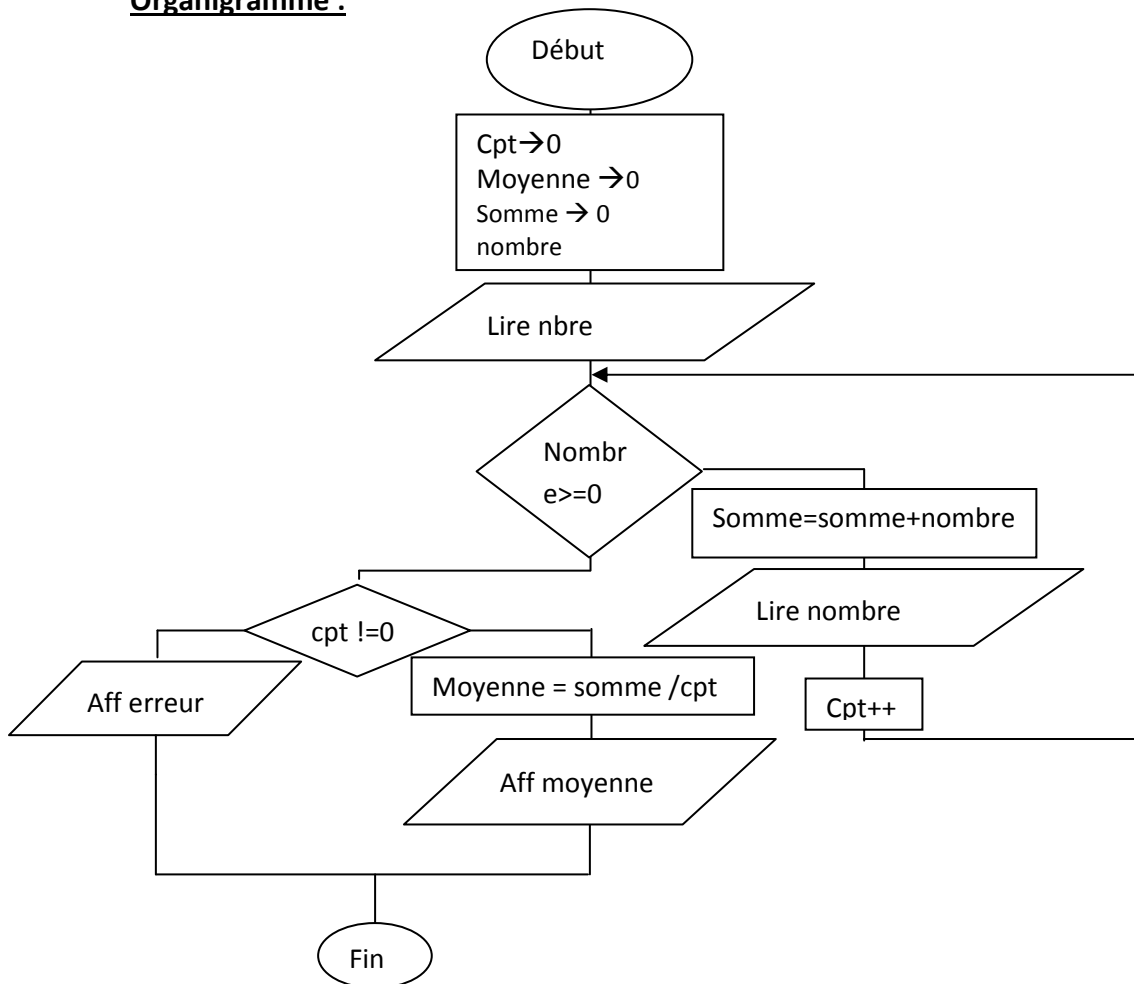 Organigramme :
Début
Cpt→0
Moyenne →0
Somme → 0
nombre
Lire nbre
Nombr
e>=0
Somme=somme+nombre
Lire nombre
Cpt++
cpt !=0
Aff erreur
Moyenne = somme /cpt
Aff moyenne
Fin